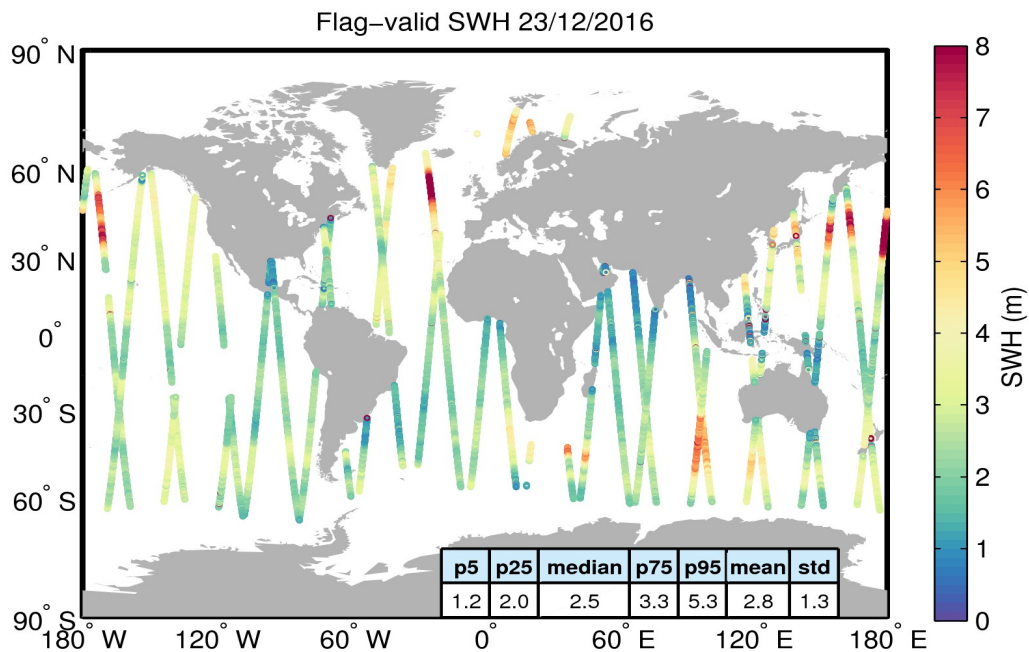 Flag−valid SWH 23/12/2016
90° N
60° N
30° N
0°
30° S
60° S
90° S
180° W
120° W
60° W
0°
60° E
120° E
180° E
p5 p25 median p75 p95 mean std
1.2 2.0 2.5 3.3 5.3 2.8 1.3
8
7
6
5
4
3
2
1
0
SWH (m)